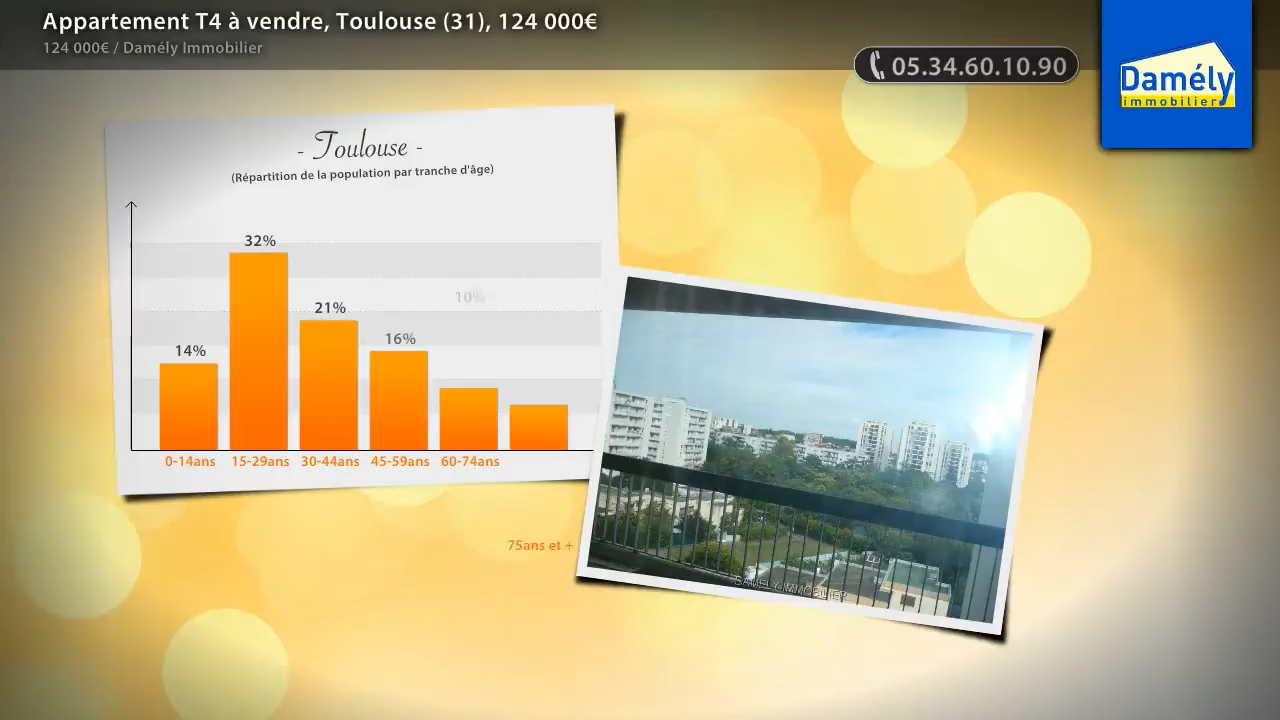 Appartement T4 à vendre, Toulouse (31), 124 000€
124 000€ / Damély Immobilier
05.34.60.10.90
Damély
immobilier
- Toulouse -
(Répartition de la population par tranche d'âge)
32%
10%
21%
16%
14%
0-14ans 15-29ans 30-44ans 45-59ans 60-74ans
75ans et +
DAMÉLY IMMOBILIER